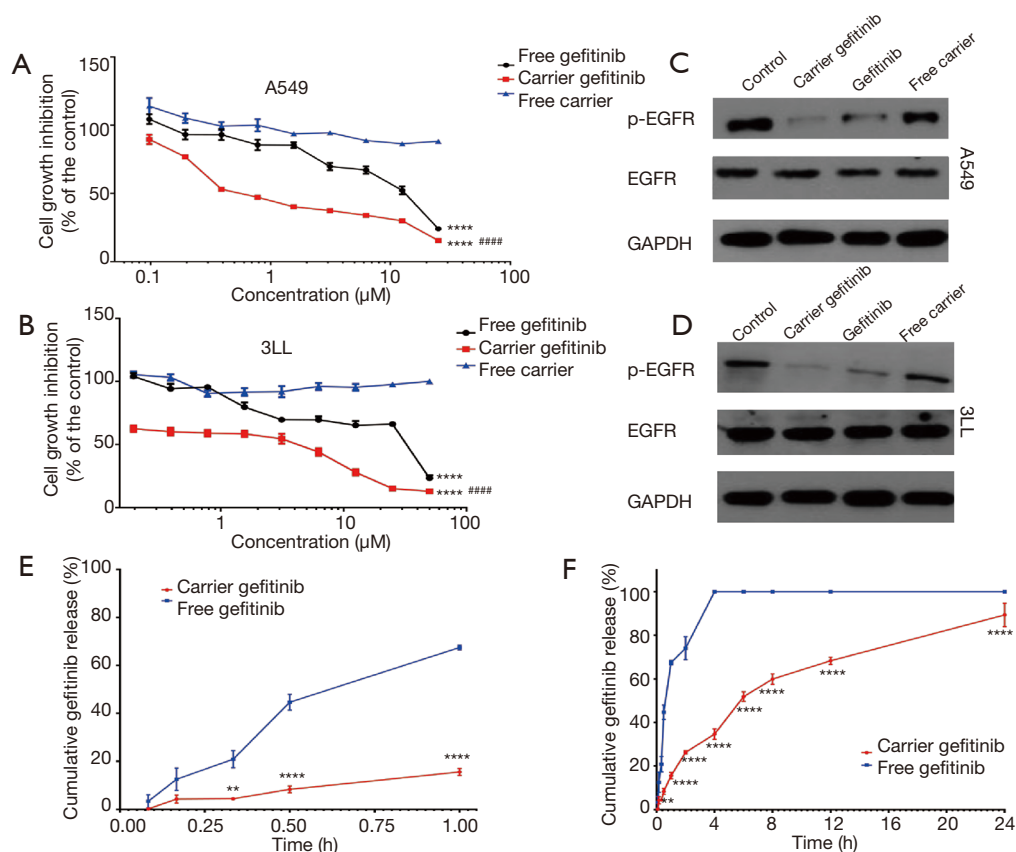 A
Cell growth inhibition
(% of the control)
150
100
50
0
A549
Free gefitinib
Carrier gefitinib
Free carrier
****
**** ####
0.1
1
10
100
Concentration (µM)
B
Cell growth inhibition
(% of the control)
150
100
50
0
3LL
Free gefitinib
Carrier gefitinib
Free carrier
****
**** ####
1
10
100
Concentration (µM)
C
Control
Carrier gefitinib
Gefitinib
Free carrier
p-EGFR
EGFR
GAPDH
A549
D
Control
Carrier gefitinib
Gefitinib
Free carrier
p-EGFR
EGFR
GAPDH
3LL
E
Cumulative gefitinib release (%)
100
80
60
40
20
0
Carrier gefitinib
Free gefitinib
**
****
****
0.00
0.25
0.50
0.75
1.00
Time (h)
F
Cumulative gefitinib release (%)
100
80
60
40
20
0
**
****
****
****
****
****
****
****
Carrier gefitinib
Free gefitinib
0
4
8
12
16
20
24
Time (h)